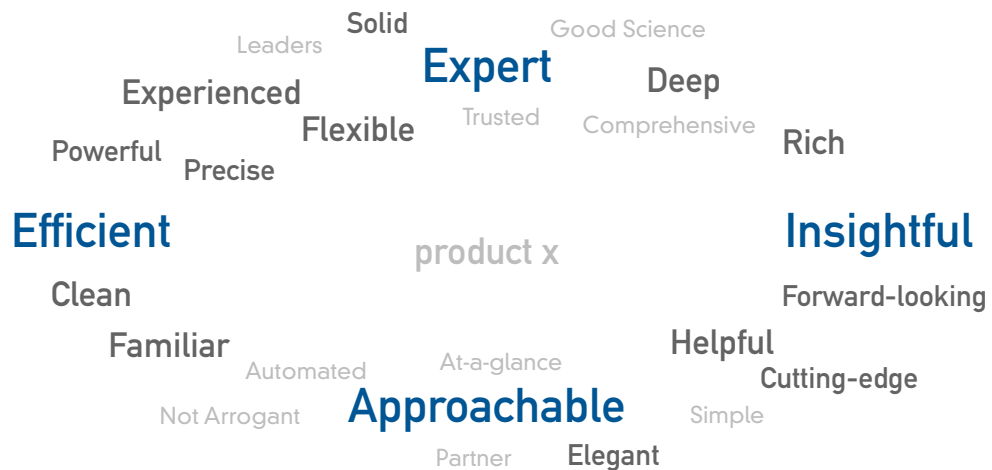 Solid
Good Science
Leaders
Expert
Deep
Experienced
Trusted
Comprehensive
Flexible
Rich
Powerful
Precise
Efficient
Insightful
product x
Clean
Forward-looking
Familiar
Helpful
At-a-glance
Automated
Cutting-edge
Approachable
Not Arrogant
Simple
Partner
Elegant